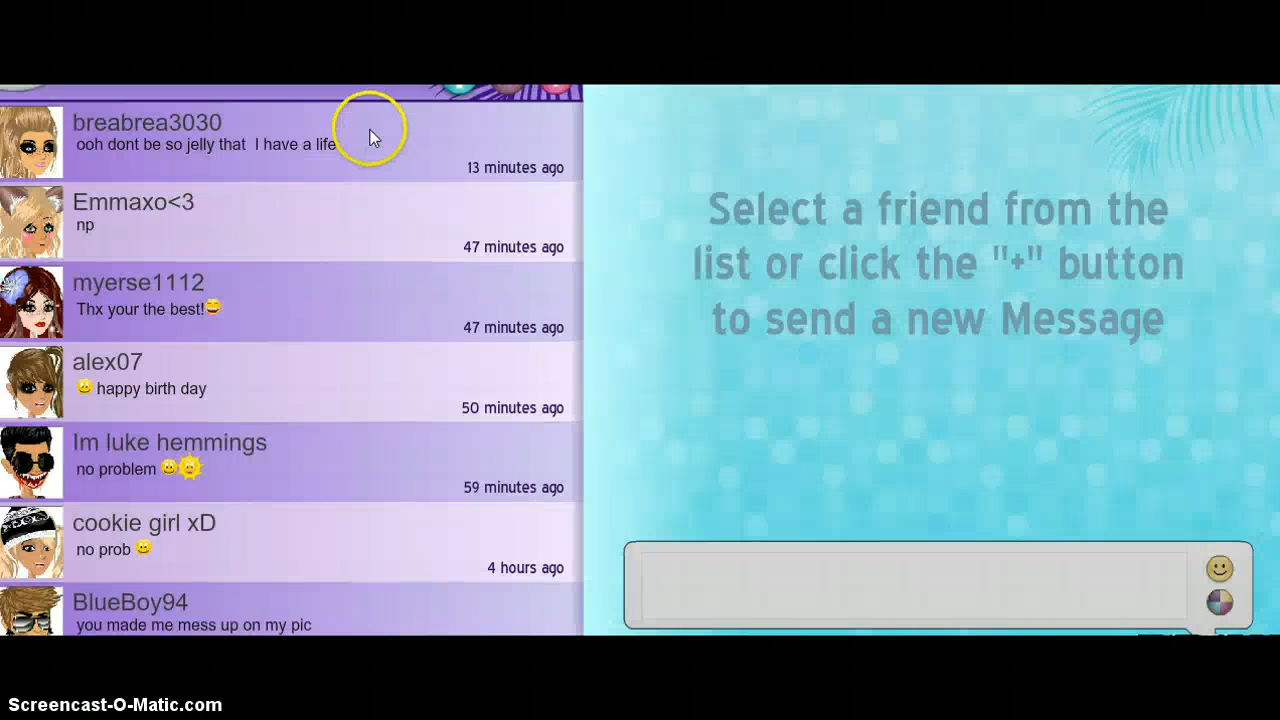 breabrea3030
ooh dont be so jelly that  I have a life
13 minutes ago
Emmaxo<3
np
47 minutes ago
myerse1112
Thx your the best!
47 minutes ago
alex07
happy birth day
50 minutes ago
Im luke hemmings
no problem
59 minutes ago
cookie girl xD
no prob
4 hours ago
BlueBoy94
you made me mess up on my pic
Select a friend from the
list or click the "+" button
to send a new Message
Screencast-O-Matic.com